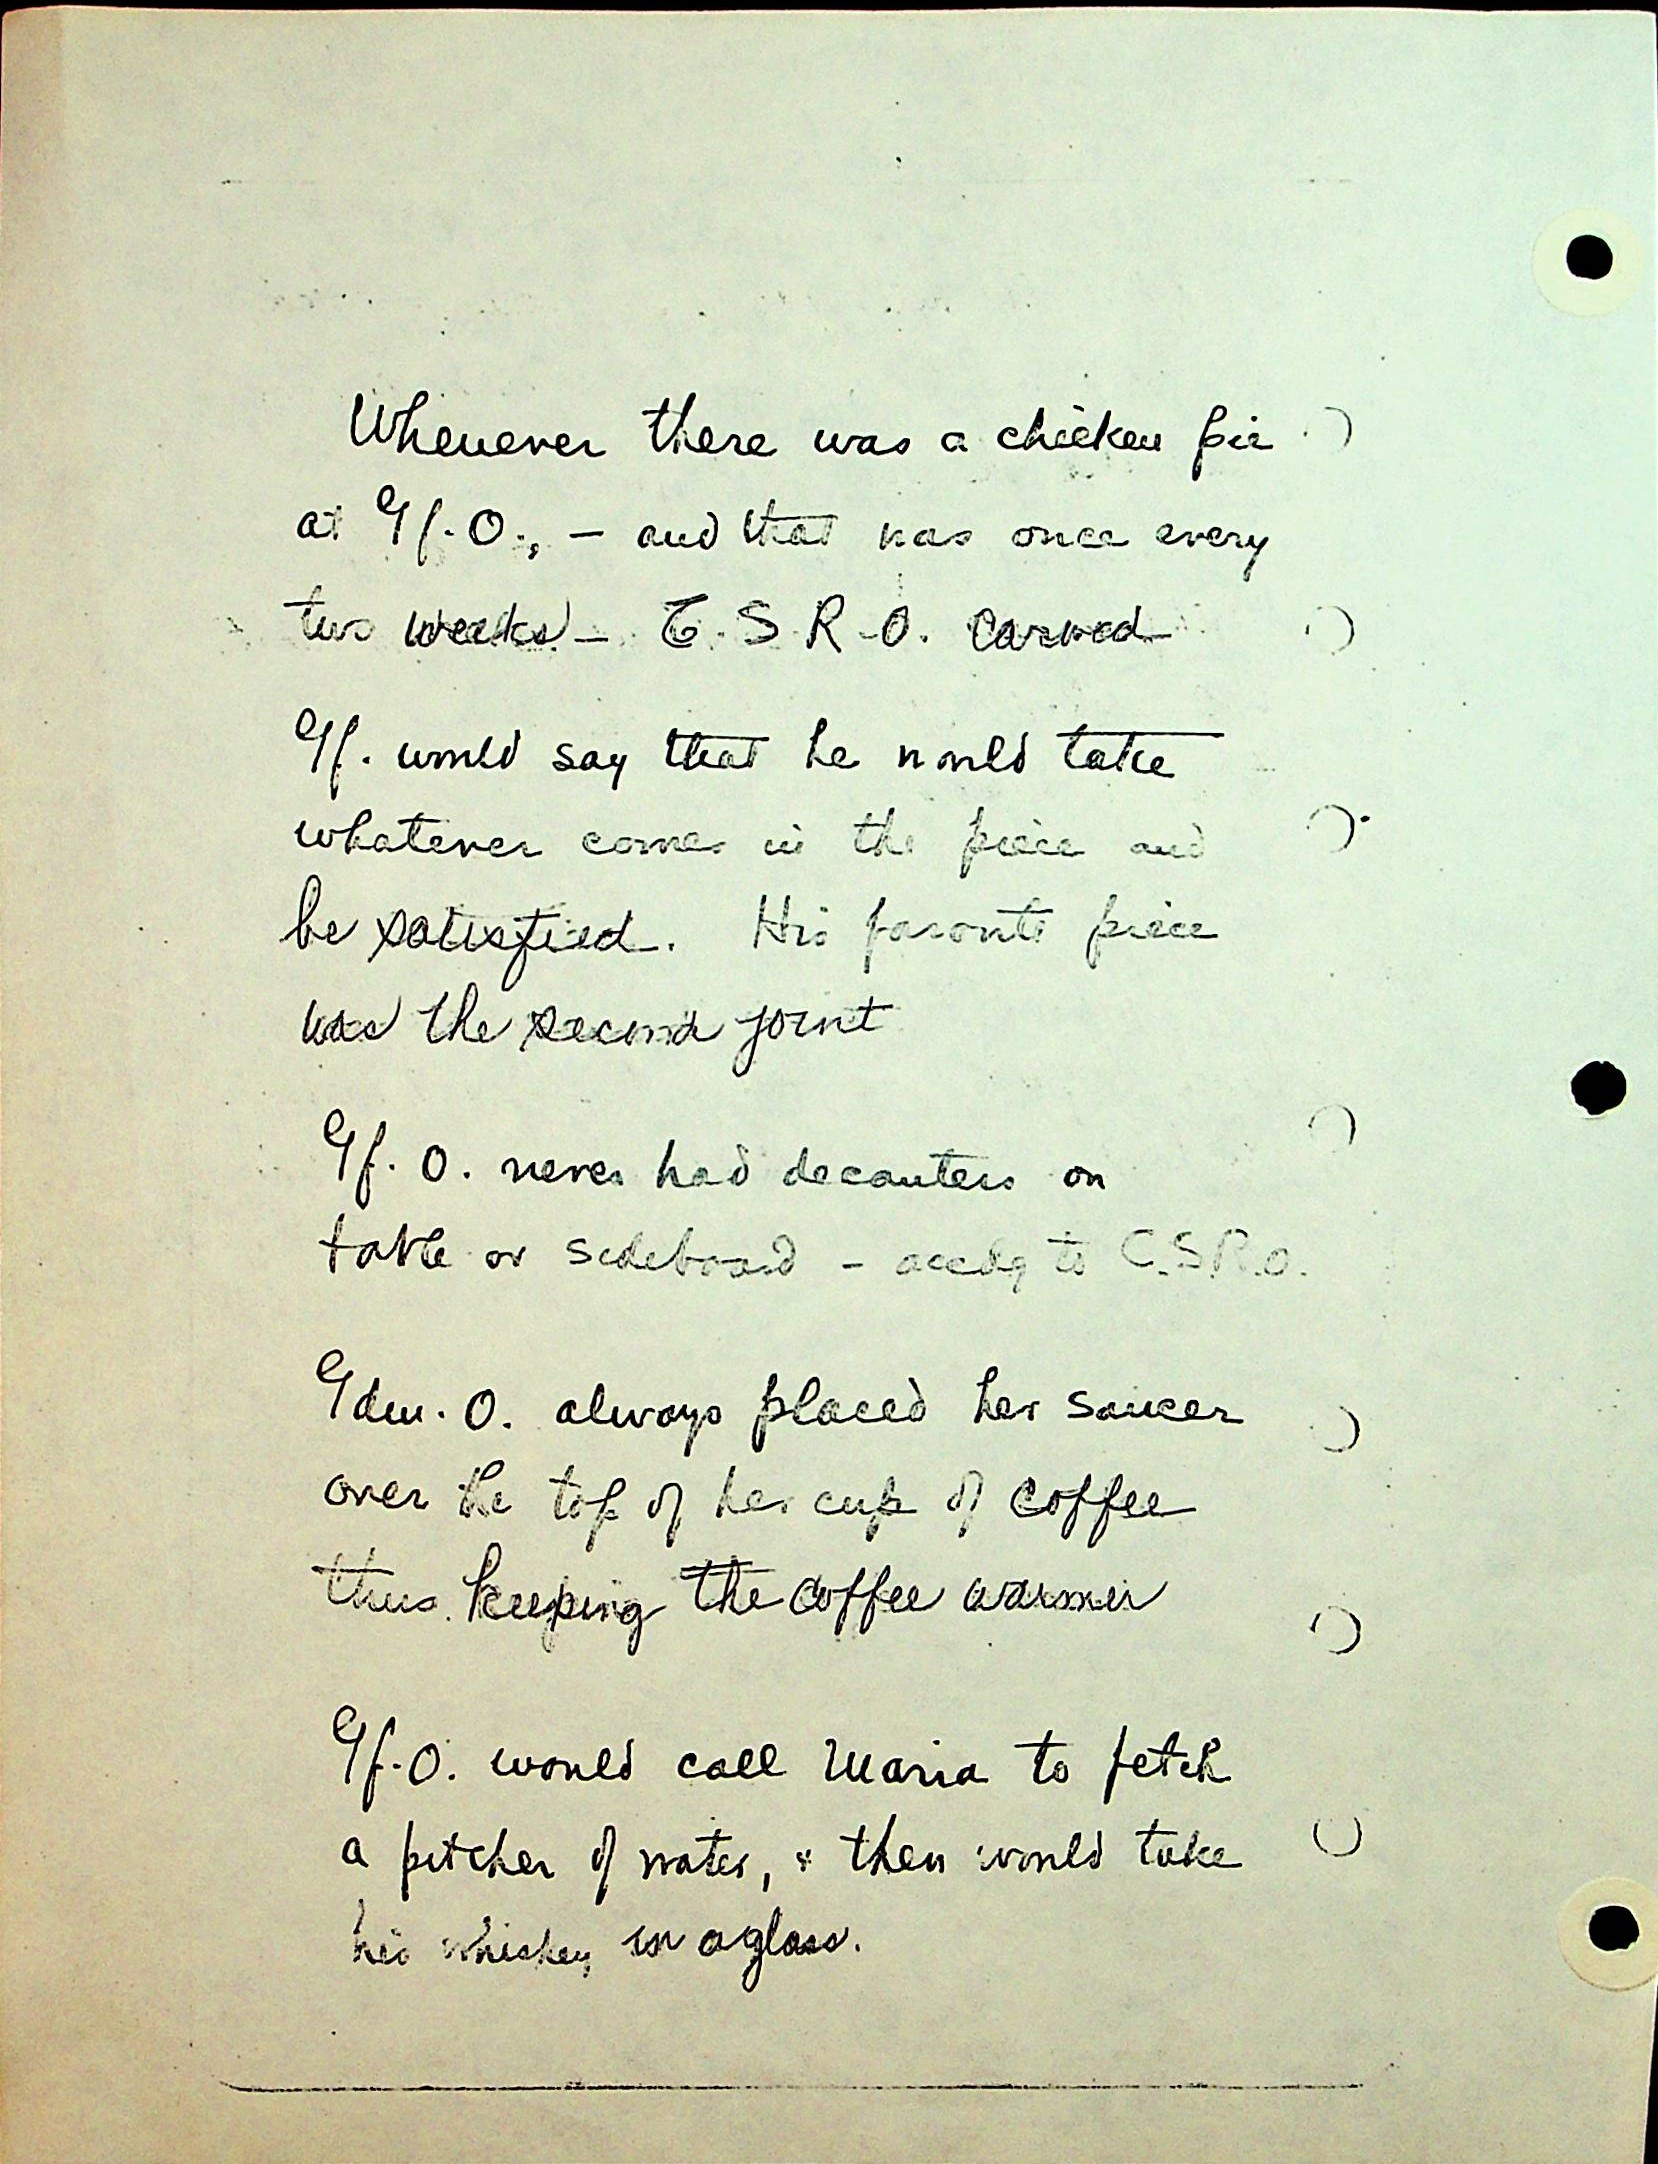 Whenever there was a chicken pie
at Gf. O., – and that was once every
two weeks – C. S. R. O. carved
Gf. would say that he would take
whatever comes in the piece and
be satisfied. His favorite piece
was the second joint
Gf. O. never had decanters on
table or sideboard – accdg to C.S.R.O.
Gdm. O. always placed her saucer
over the top of her cup of coffee
thus keeping the coffee warmer
Gf. O. would call Maria to fetch
a pitcher of water, & then would take
his whiskey in a glass.